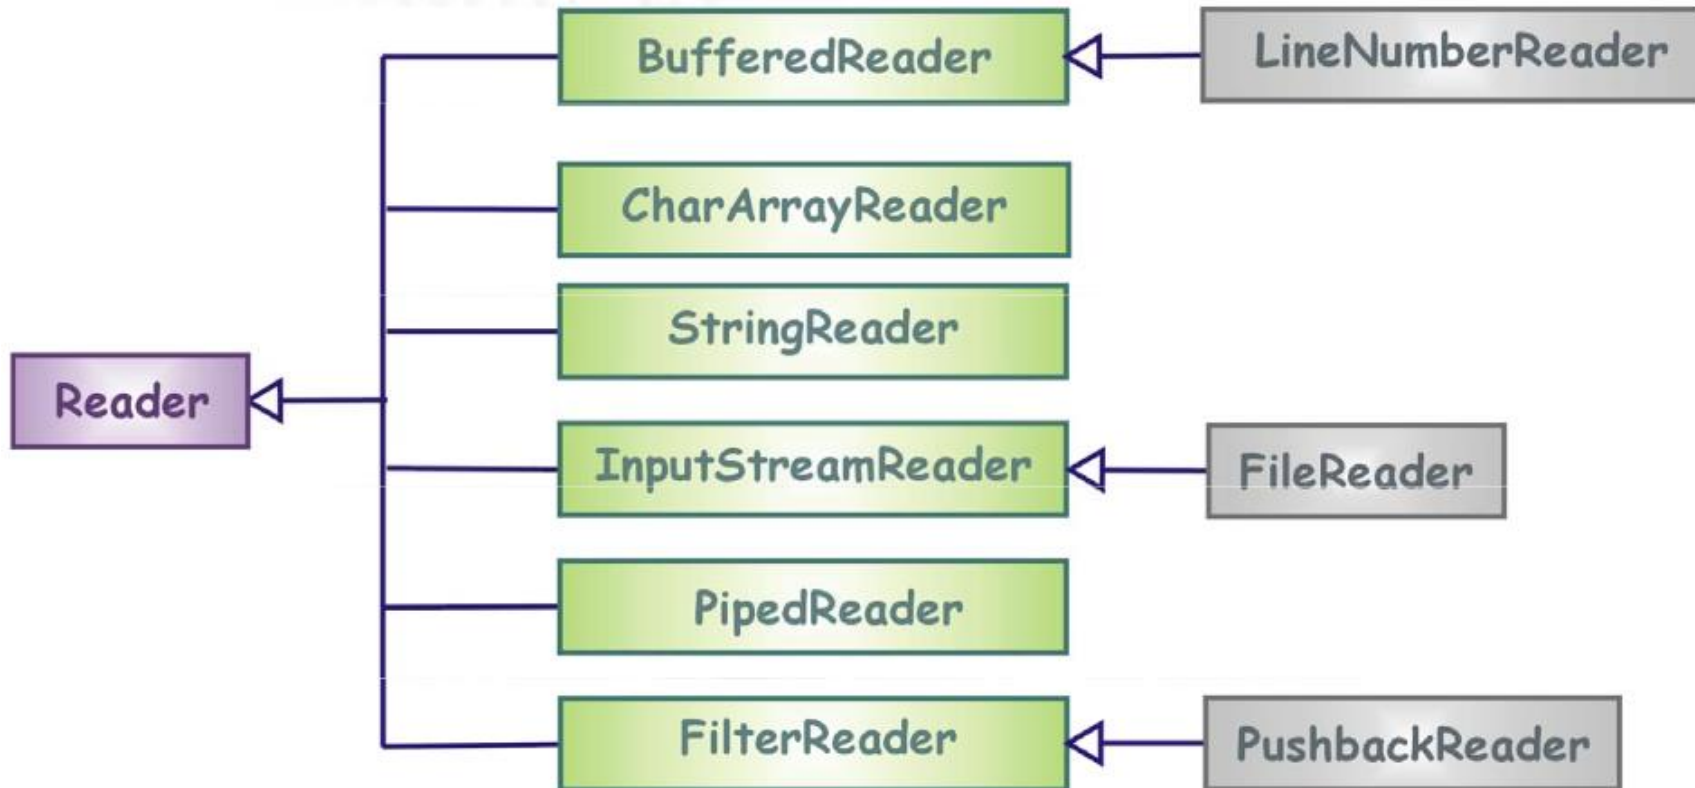 BufferedReader
LineNumberReader
CharArrayReader
StringReader
Reader
InputStreamReader
FileReader
PipedReader
FilterReader
PushbackReader